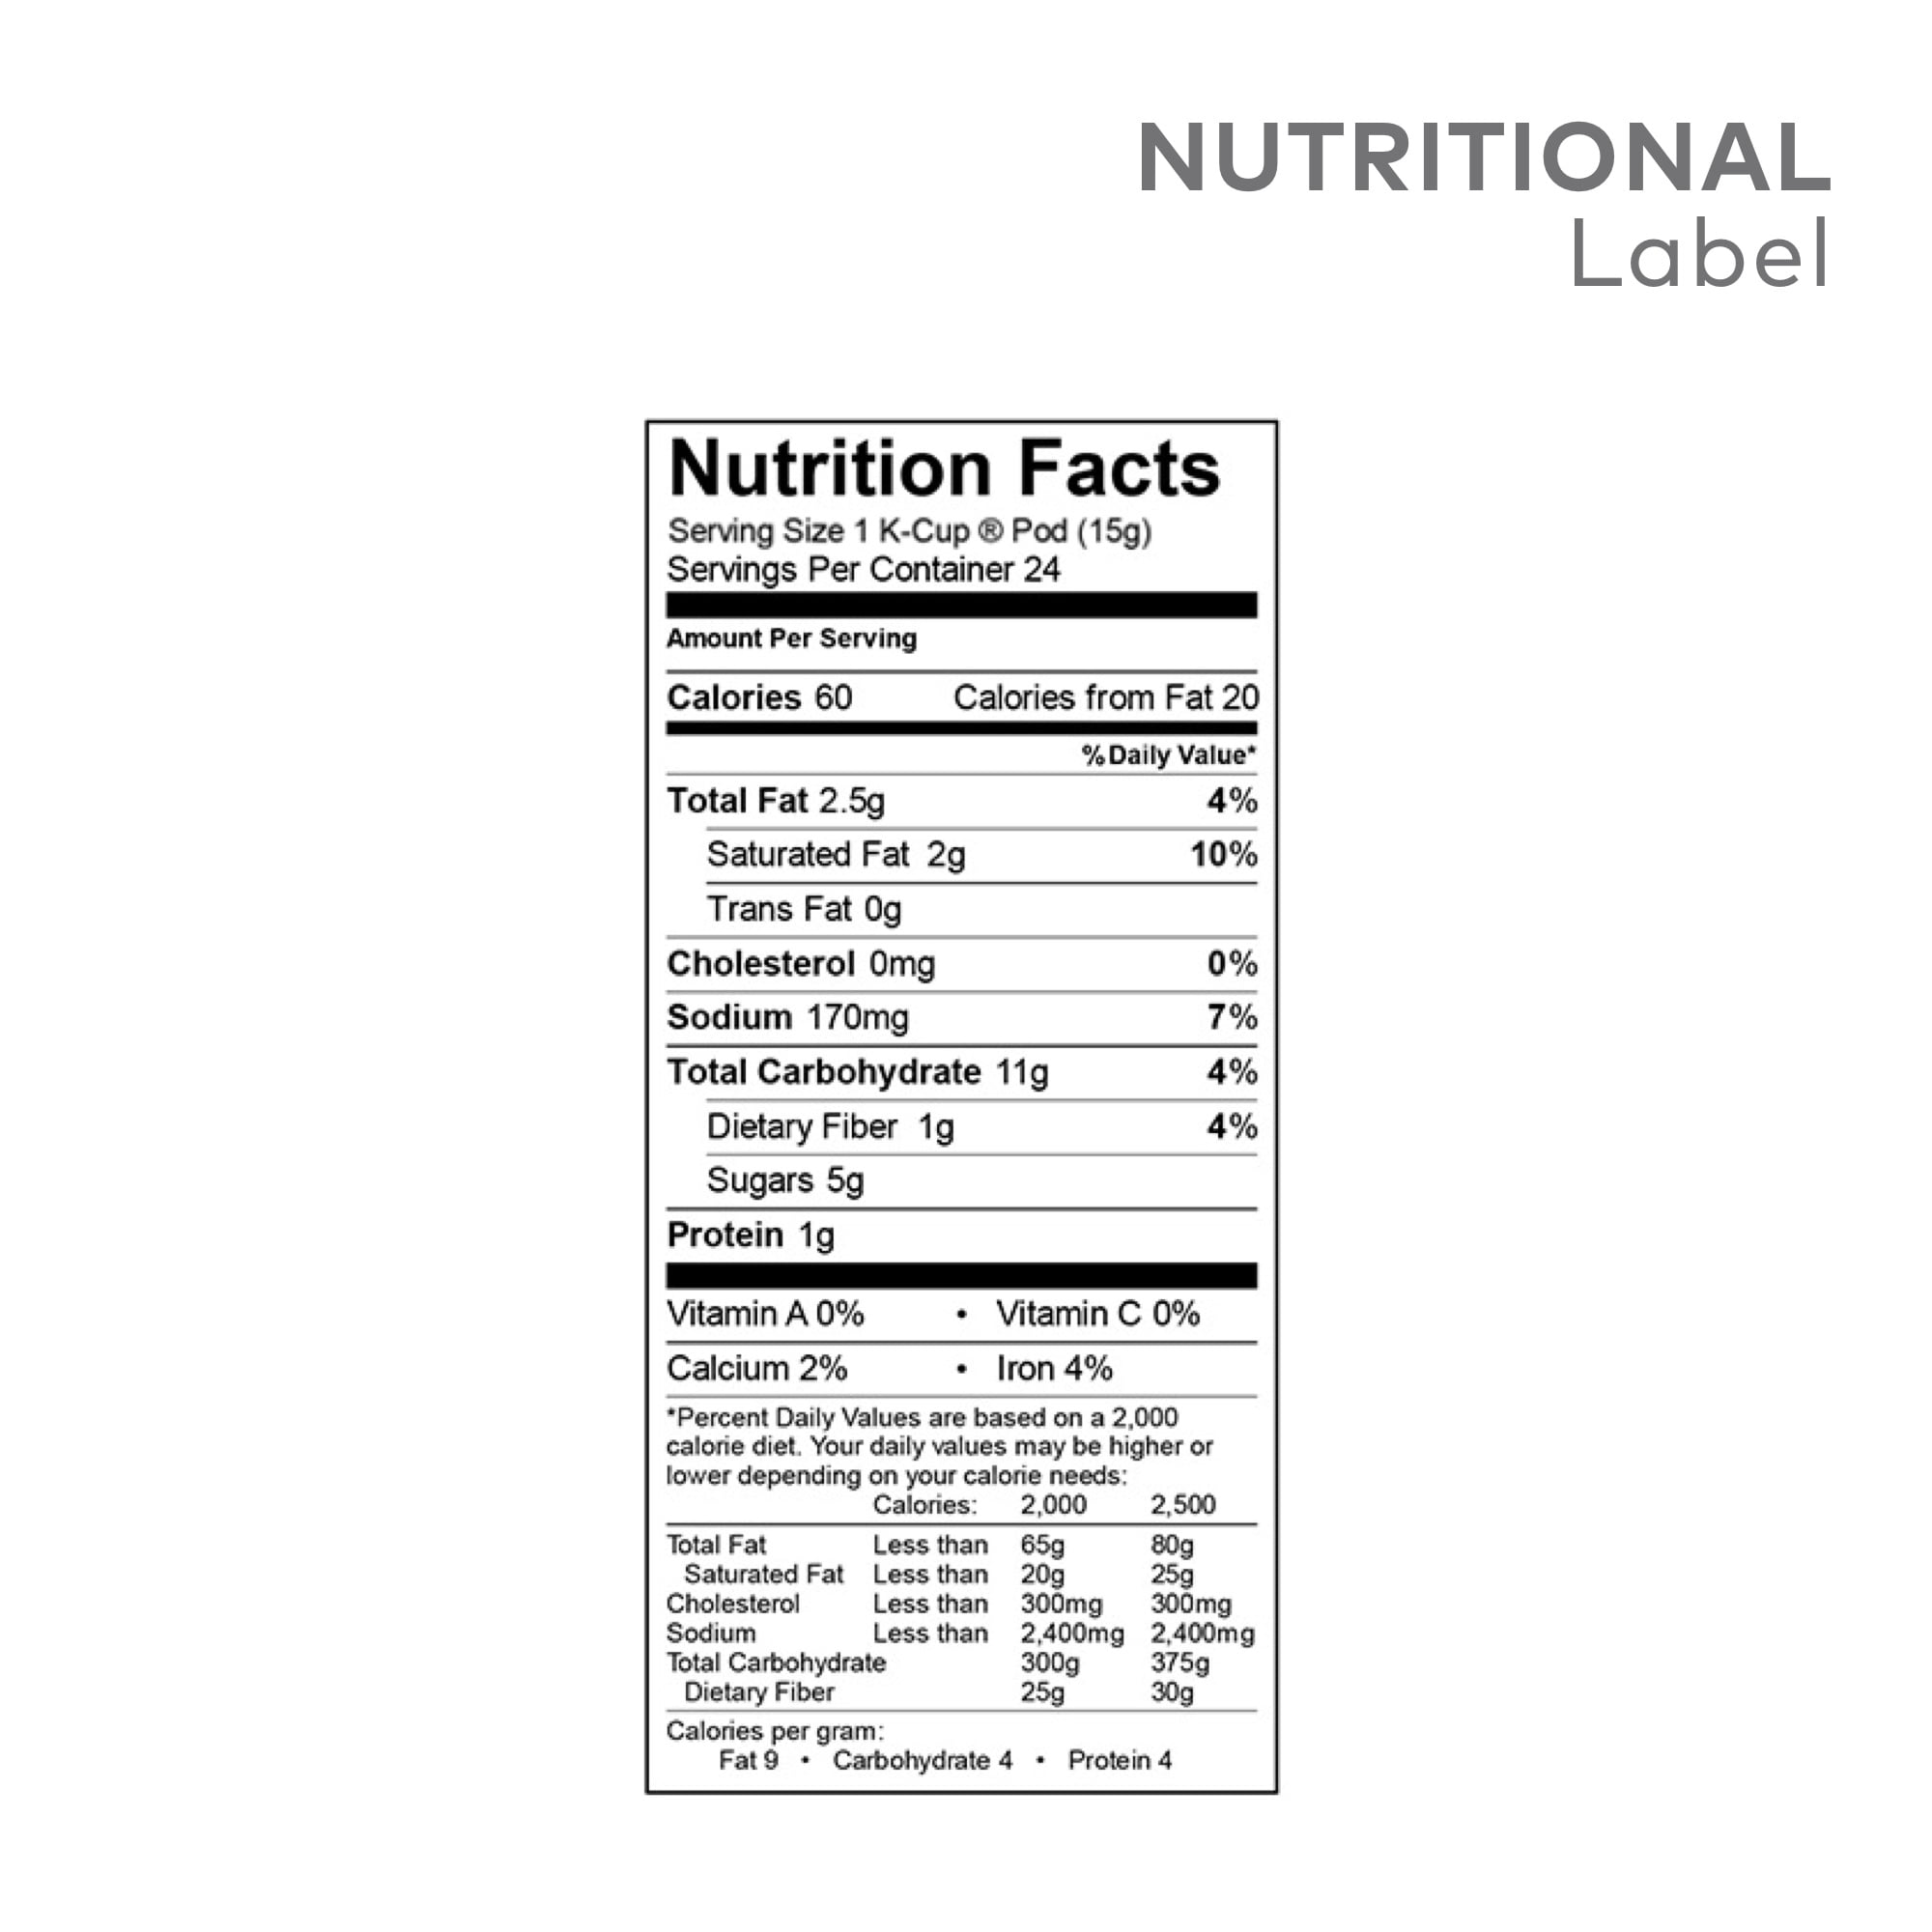 NUTRITIONAL
Label
Nutrition Facts
Serving Size 1 K-Cup ® Pod (15g)
Servings Per Container 24
Amount Per Serving
Calories 60 Calories from Fat 20
% Daily Value*
Total Fat 2.5g 4%
Saturated Fat 2g 10%
Trans Fat 0g
Cholesterol 0mg 0%
Sodium 170mg 7%
Total Carbohydrate 11g 4%
Dietary Fiber 1g 4%
Sugars 5g
Protein 1g
Vitamin A 0% • Vitamin C 0%
Calcium 2% • Iron 4%
*Percent Daily Values are based on a 2,000
calorie diet. Your daily values may be higher or
lower depending on your calorie needs:
Calories: 2,000 2,500
Total Fat Less than 65g 80g
Saturated Fat Less than 20g 25g
Cholesterol Less than 300mg 300mg
Sodium Less than 2,400mg 2,400mg
Total Carbohydrate 300g 375g
Dietary Fiber 25g 30g
Calories per gram:
Fat 9 • Carbohydrate 4 • Protein 4